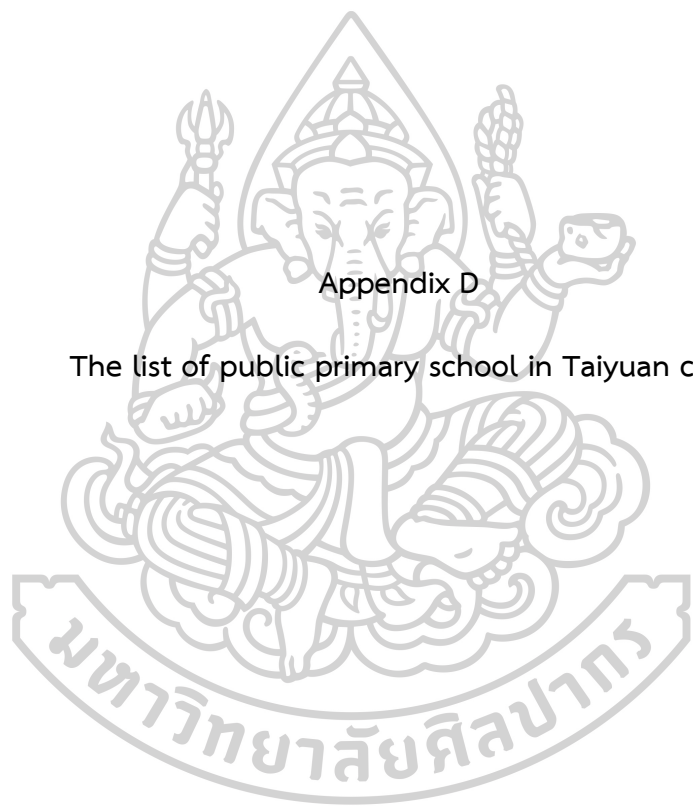 Appendix D
The list of public primary school in Taiyuan c
มหาวิทยาลัยศิลปากร